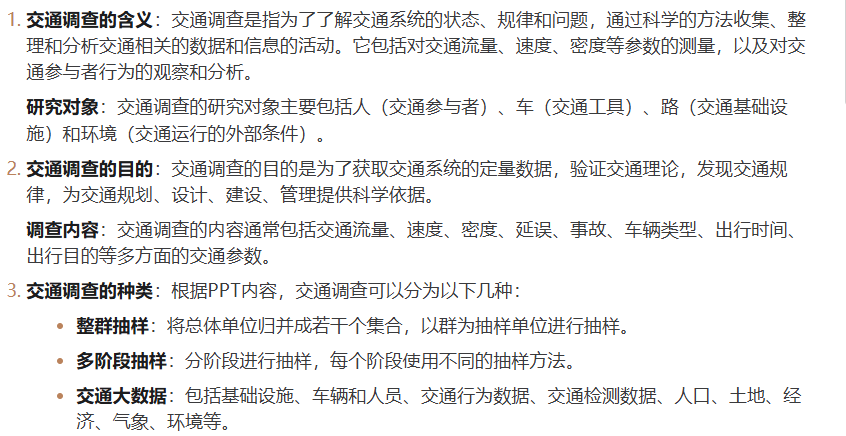 1. 交通调查的含义：交通调查是指为了了解交通系统的状态、规律和问题，通过科学的方法收集、整
理和分析交通相关的数据和信息的活动。它包括对交通流量、速度、密度等参数的测量，以及对交
通参与者行为的观察和分析。
研究对象：交通调查的研究对象主要包括人（交通参与者）、车（交通工具）、路（交通基础设
施）和环境（交通运行的外部条件）。
2. 交通调查的目的：交通调查的目的是为了获取交通系统的定量数据，验证交通理论，发现交通规
律，为交通规划、设计、建设、管理提供科学依据。
调查内容：交通调查的内容通常包括交通流量、速度、密度、延误、事故、车辆类型、出行时间、
出行目的等多方面的交通参数。
3. 交通调查的种类：根据PPT内容，交通调查可以分为以下几种：
• 整群抽样：将总体单位归并成若干个集合，以群为抽样单位进行抽样。
• 多阶段抽样：分阶段进行抽样，每个阶段使用不同的抽样方法。
• 交通大数据：包括基础设施、车辆和人员、交通行为数据、交通检测数据、人口、土地、经
济、气象、环境等。